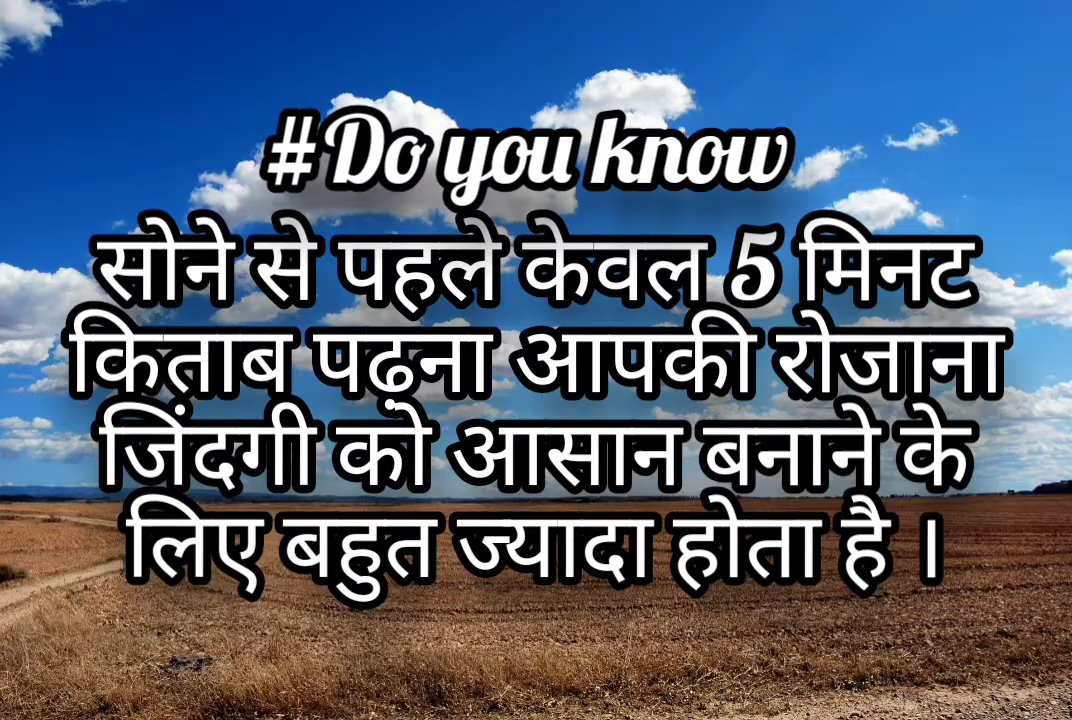 #Do you know
सोने से पहले केवल 5 मिनट
किताब पढ़ना आपकी रोजाना
जिंदगी को आसान बनाने के
लिए बहुत ज्यादा होता है ।